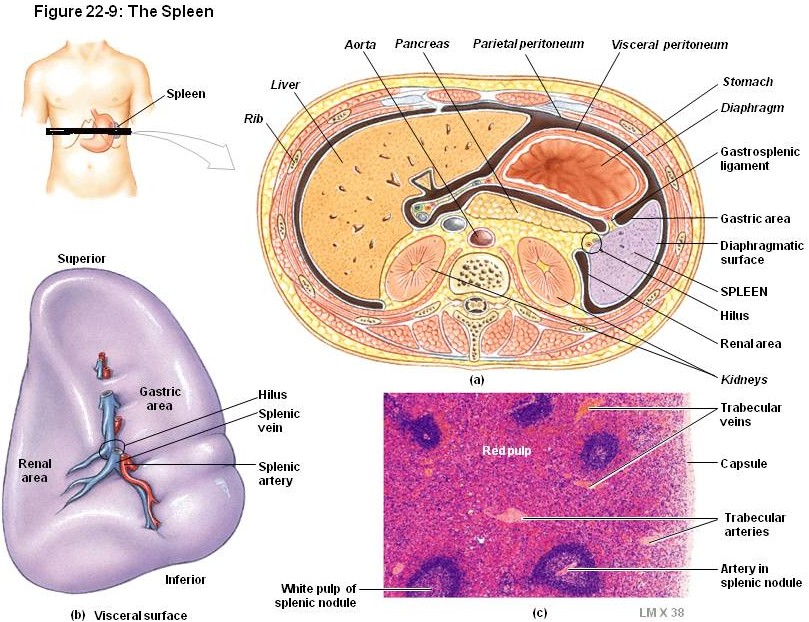 Figure 22-9: The Spleen
Spleen
Aorta
Pancreas
Parietal peritoneum
Visceral peritoneum
Liver
Rib
Stomach
Diaphragm
Gastrosplenic
ligament
Gastric area
Diaphragmatic
surface
SPLEEN
Hilus
Renal area
Kidneys
(a)
Superior
Gastric
area
Hilus
Splenic
vein
Renal
area
Splenic
artery
Inferior
(b) Visceral surface
Red pulp
Trabecular
veins
Capsule
Trabecular
arteries
Artery in
splenic nodule
White pulp of
splenic nodule
(c)
LM X 38